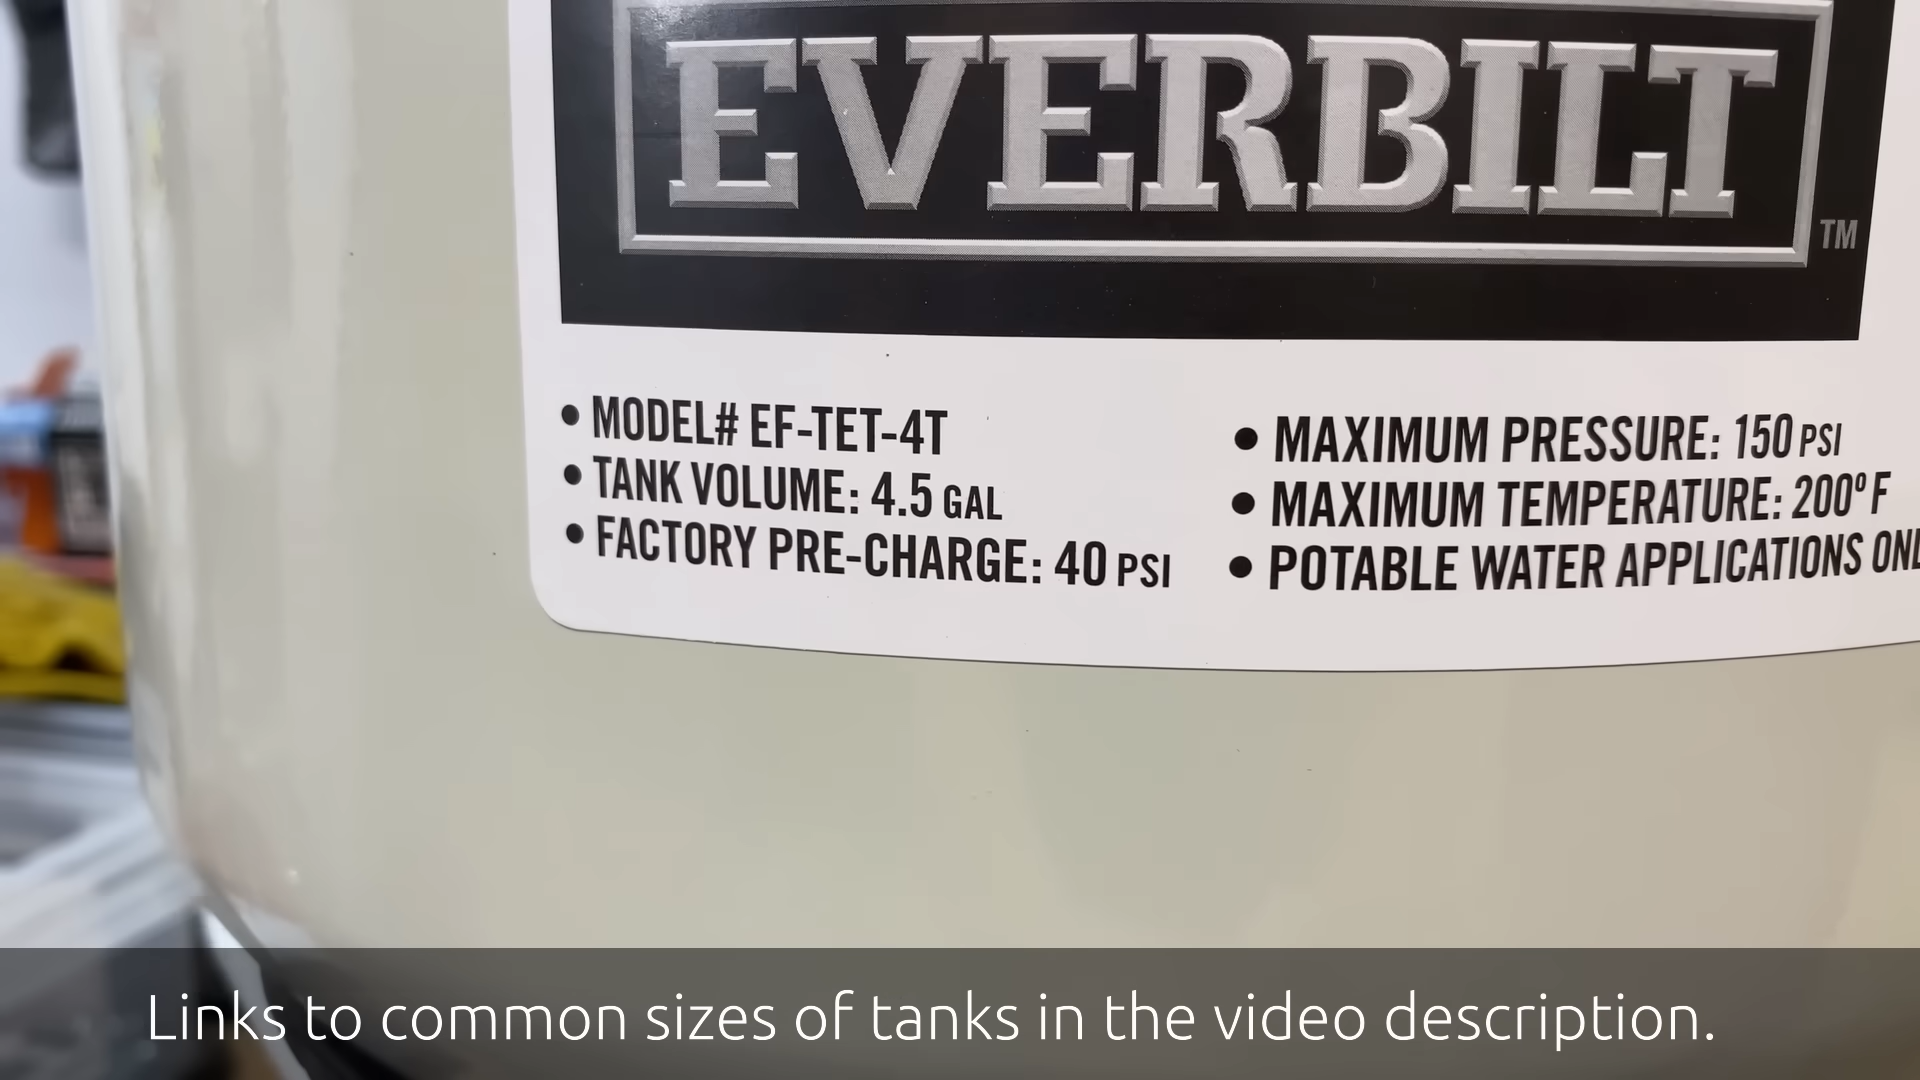 EVERBILT
TM
• MODEL# EF-TET-4T
• TANK VOLUME: 4.5 GAL
• FACTORY PRE-CHARGE: 40 PSI
• MAXIMUM PRESSURE: 150 PSI
• MAXIMUM TEMPERATURE: 200º F
• POTABLE WATER APPLICATIONS
Links to common sizes of tanks in the video description.